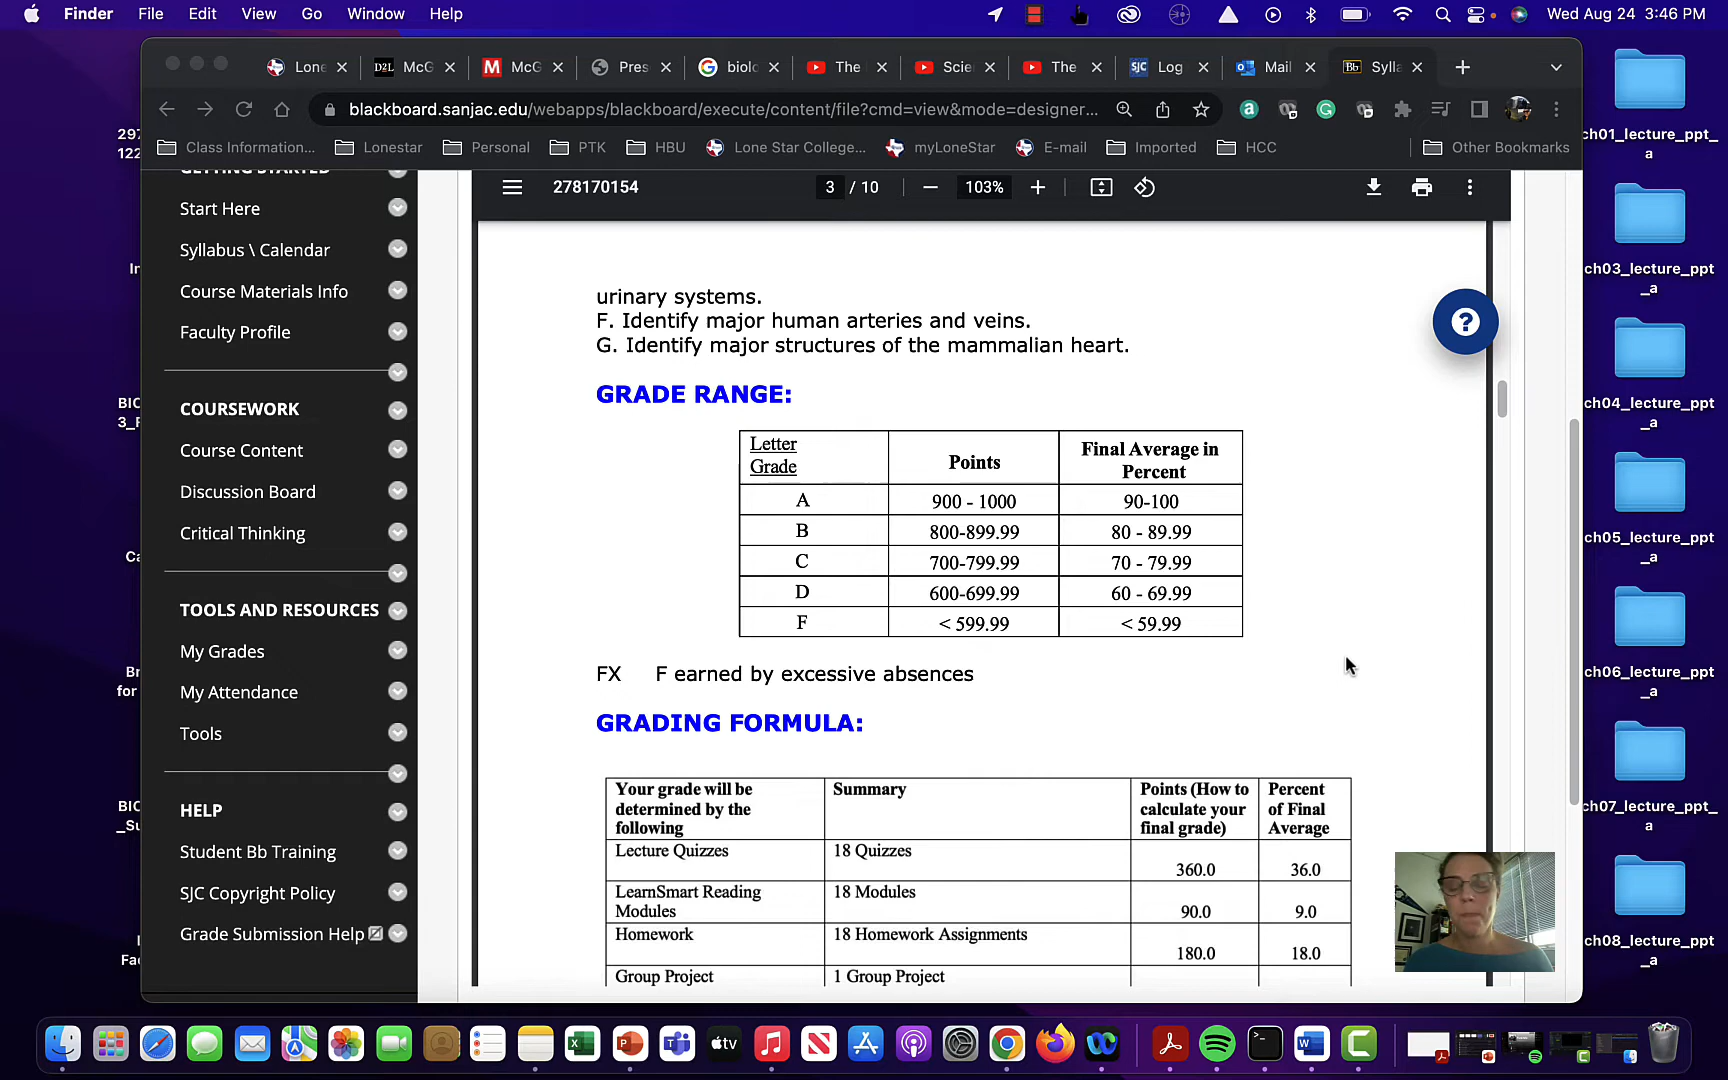 Finder File Edit View Go Window Help Wed Aug 24 3:46 PM
Lone McG McG Pres biolo The Scie The Log Mail Sylla
blackboard.sanjac.edu/webapps/blackboard/execute/content/file?cmd=view&mode=designer...
Class Information... Lonestar Personal PTK HBU Lone Star College... myLoneStar E-mail Imported HCC Other Bookmarks
GETTING STARTED
Start Here
Syllabus \ Calendar
Course Materials Info
Faculty Profile
COURSEWORK
Course Content
Discussion Board
Critical Thinking
TOOLS AND RESOURCES
My Grades
My Attendance
Tools
HELP
Student Bb Training
SJC Copyright Policy
Grade Submission Help
278170154 3 / 10 103%
urinary systems.
F. Identify major human arteries and veins.
G. Identify major structures of the mammalian heart.
GRADE RANGE:
Letter Grade Points Final Average in Percent
A 900 - 1000 90-100
B 800-899.99 80 - 89.99
C 700-799.99 70 - 79.99
D 600-699.99 60 - 69.99
F < 599.99 < 59.99
FX F earned by excessive absences
GRADING FORMULA:
Your grade will be determined by the following Summary Points (How to calculate your final grade) Percent of Final Average
Lecture Quizzes 18 Quizzes 360.0 36.0
LearnSmart Reading Modules 18 Modules 90.0 9.0
Homework 18 Homework Assignments 180.0 18.0
Group Project 1 Group Project
ch01_lecture_ppt_a
ch03_lecture_ppt_a
ch04_lecture_ppt_a
ch05_lecture_ppt_a
ch06_lecture_ppt_a
ch07_lecture_ppt_a
ch08_lecture_ppt_a
tv